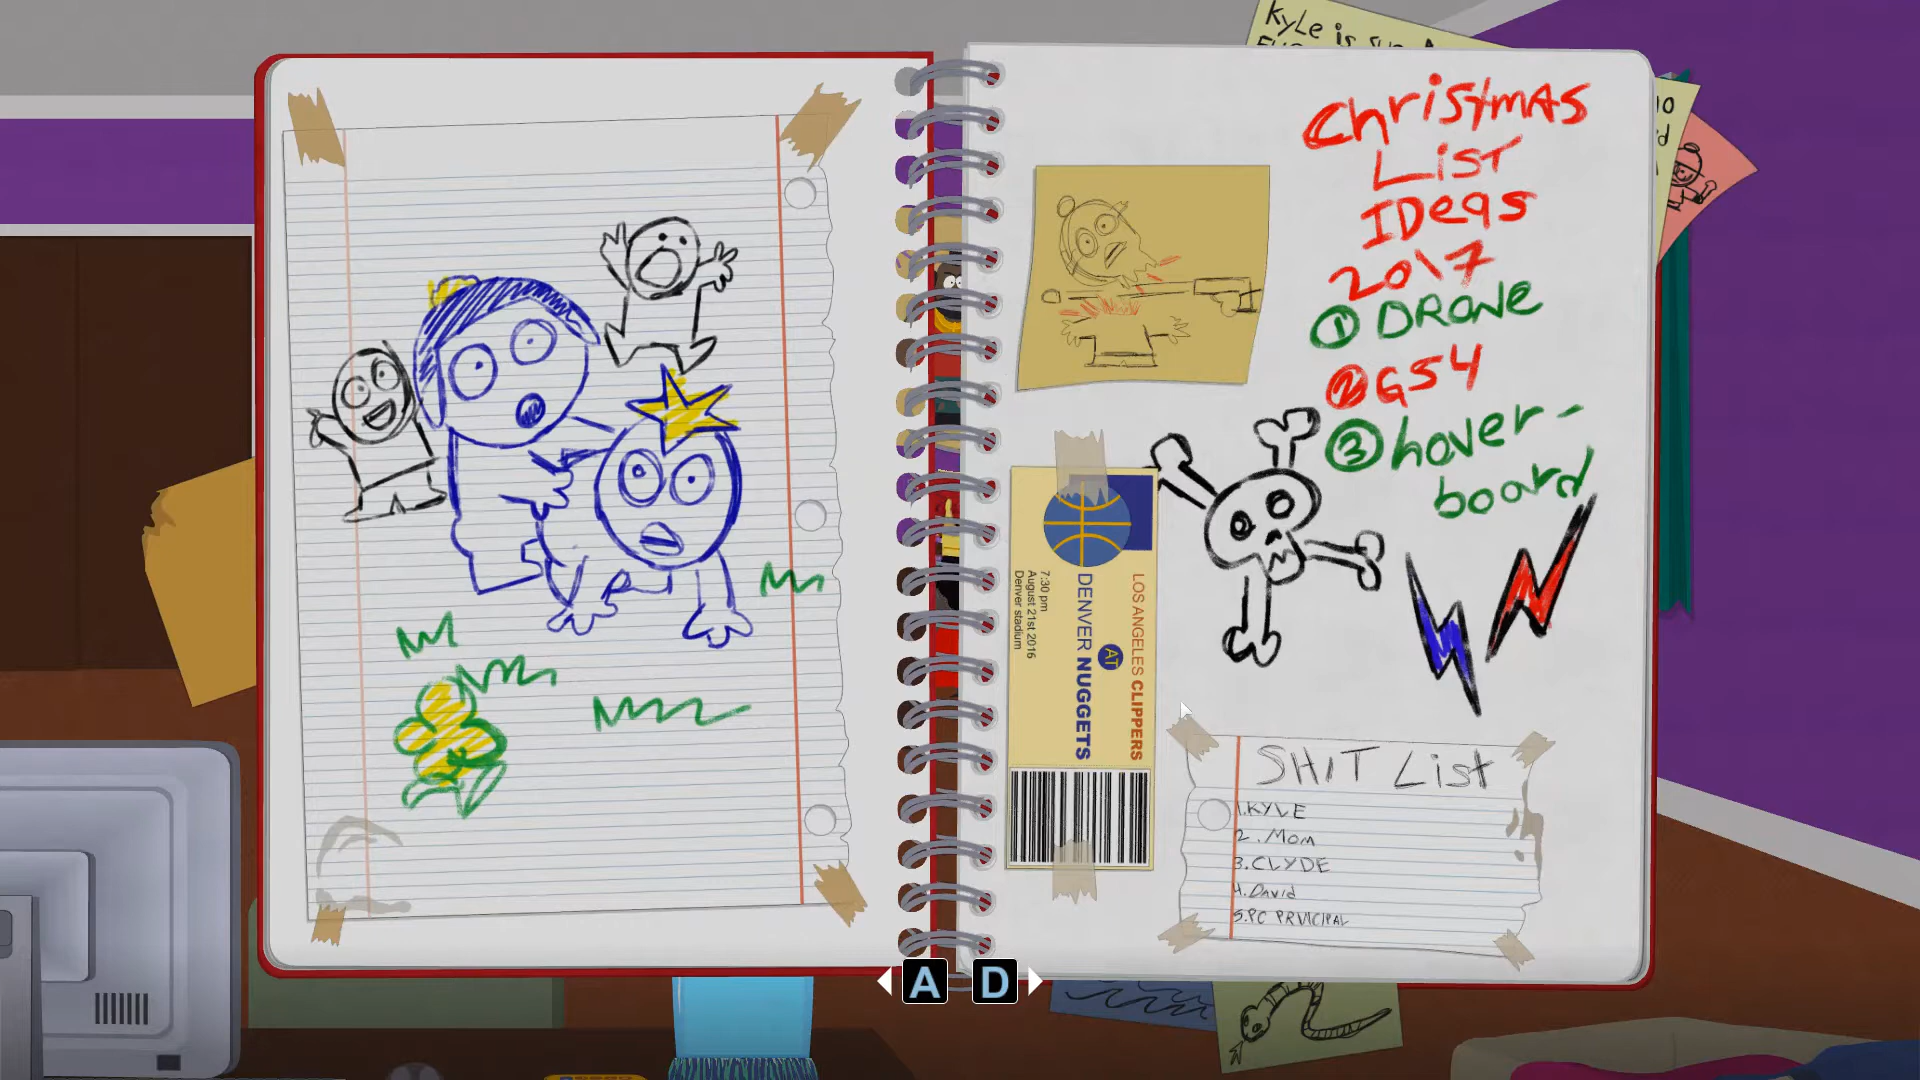 Kyle is
Christmas
List
IDeas
2017
① DRONE
② GS4
③ hover-
board
LOS ANGELES CLIPPERS
AT
DENVER NUGGETS
7:30 pm
August 21st 2016
Denver stadium
SHIT List
1.KYLE
2.Mom
3.CLYDE
4.David
5.PC PRVICIPAL
A D